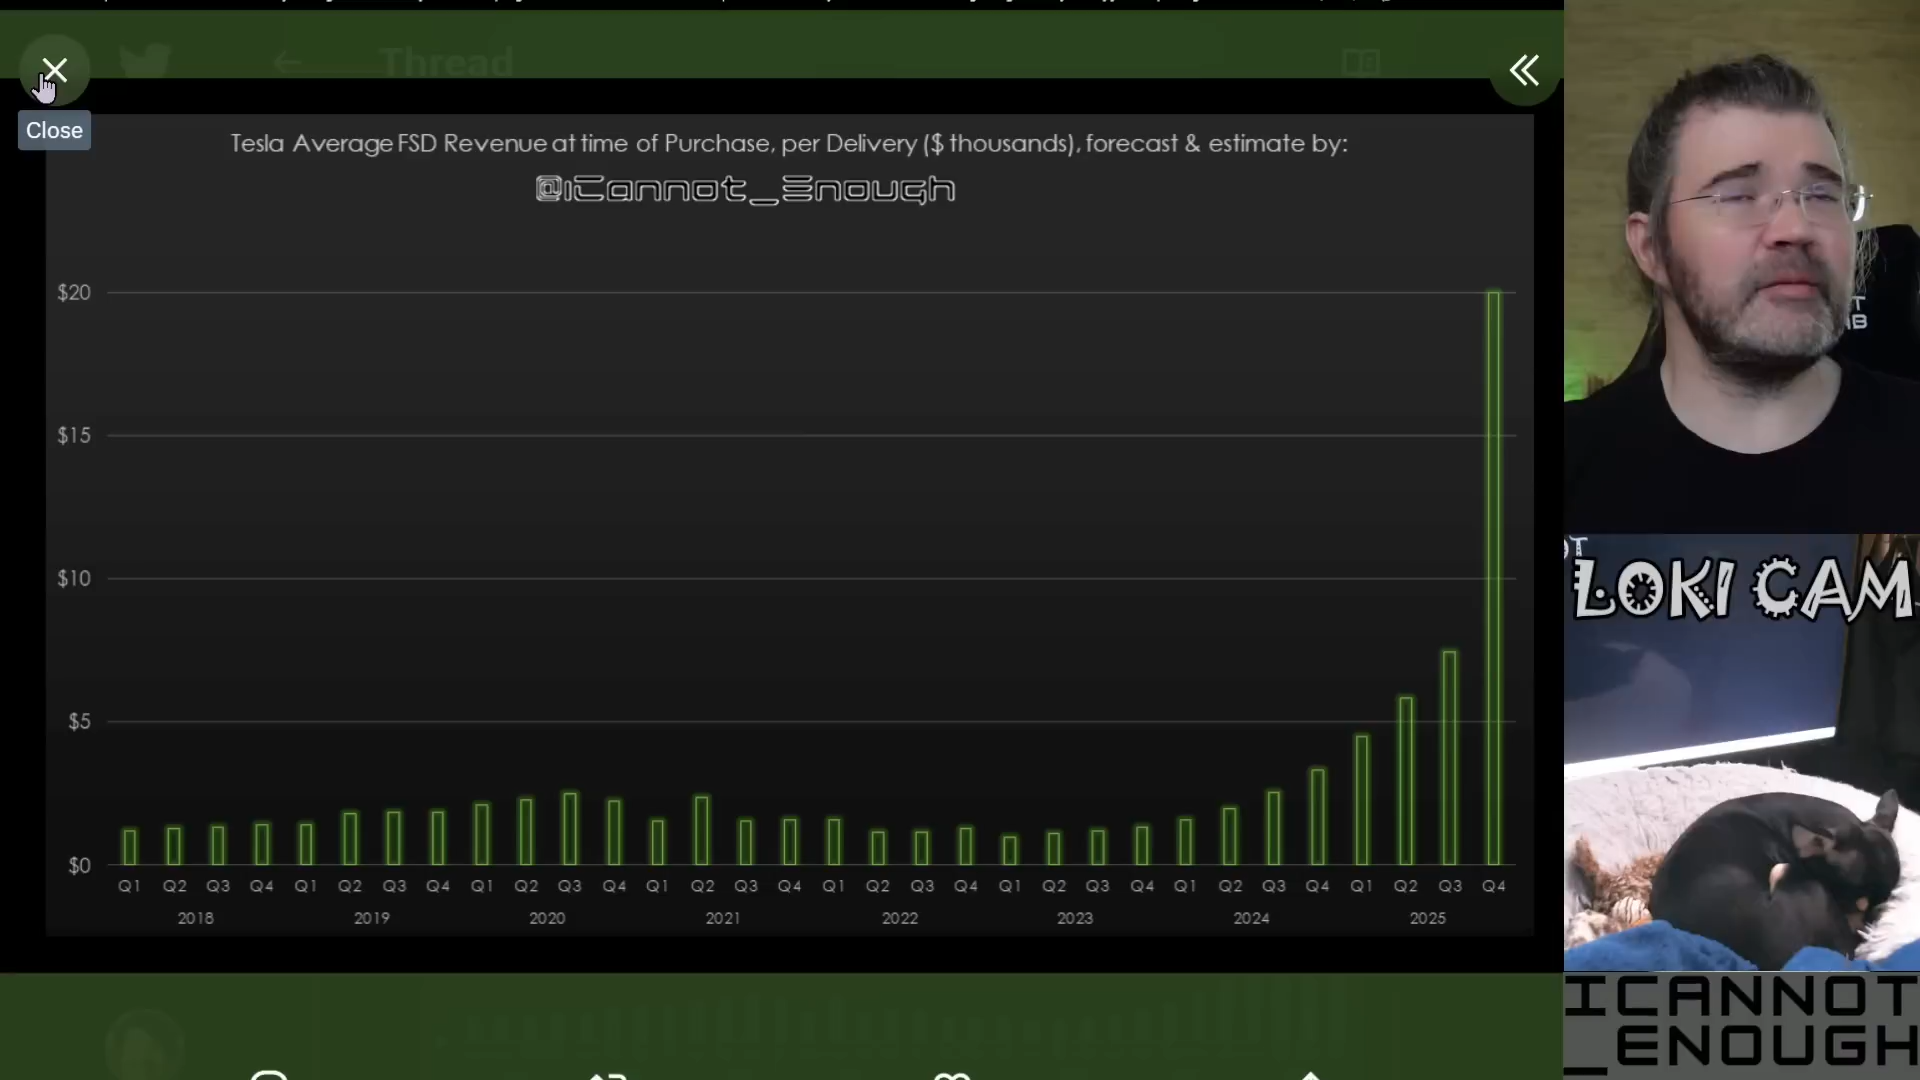 Thread
Close
Tesla Average FSD Revenue at time of Purchase, per Delivery ($ thousands), forecast & estimate by:
@iCannot_Enough
$20
$15
$10
$5
$0
Q1 Q2 Q3 Q4 Q1 Q2 Q3 Q4 Q1 Q2 Q3 Q4 Q1 Q2 Q3 Q4 Q1 Q2 Q3 Q4 Q1 Q2 Q3 Q4 Q1 Q2 Q3 Q4 Q1 Q2 Q3 Q4
2018 2019 2020 2021 2022 2023 2024 2025
LOKI CAM
ICANNOT
_ENOUGH